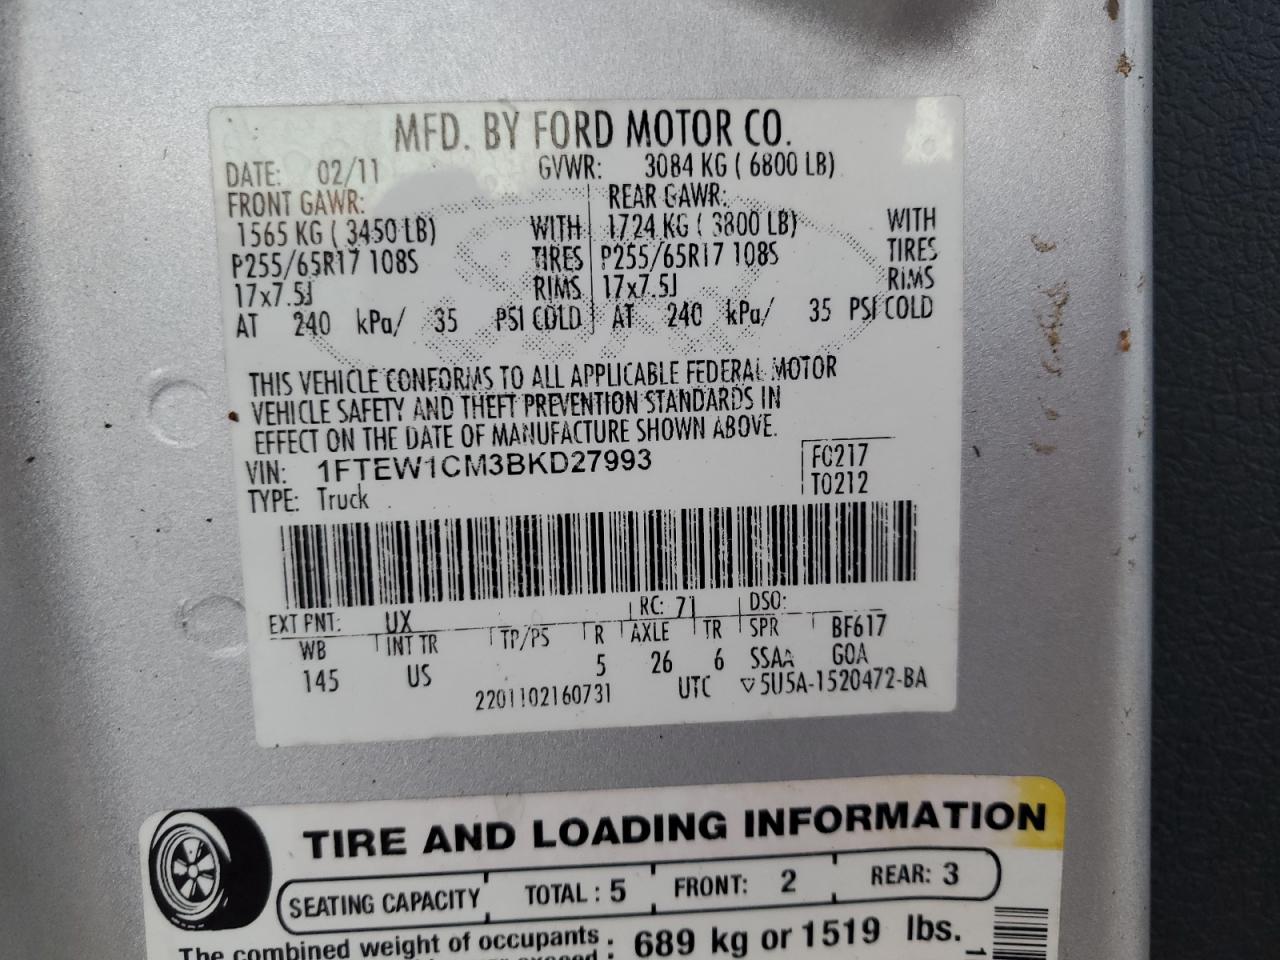 MFD. BY FORD MOTOR CO.
DATE: 02/11 GVWR: 3084 KG ( 6800 LB)
FRONT GAWR: REAR GAWR:
1565 KG ( 3450 LB) WITH 1724 KG ( 3800 LB) WITH
P255/65R17 108S TIRES P255/65R17 108S TIRES
17x7.5J RIMS 17x7.5J RIMS
AT 240 kPa/ 35 PSI COLD AT 240 kPa/ 35 PSI COLD
THIS VEHICLE CONFORMS TO ALL APPLICABLE FEDERAL MOTOR
VEHICLE SAFETY AND THEFT PREVENTION STANDARDS IN
EFFECT ON THE DATE OF MANUFACTURE SHOWN ABOVE.
VIN: 1FTEW1CM3BKD27993 FC217
TYPE: Truck T0212
EXT PNT: UX RC: 71 DSO:
WB INT TR TP/PS R AXLE TR SPR BF617
145 US 5 26 6 SSAA GOA
2201102160731 UTC ▽5U5A-1520472-BA
TIRE AND LOADING INFORMATION
SEATING CAPACITY TOTAL : 5 FRONT: 2 REAR: 3
The combined weight of occupants : 689 kg or 1519 lbs.